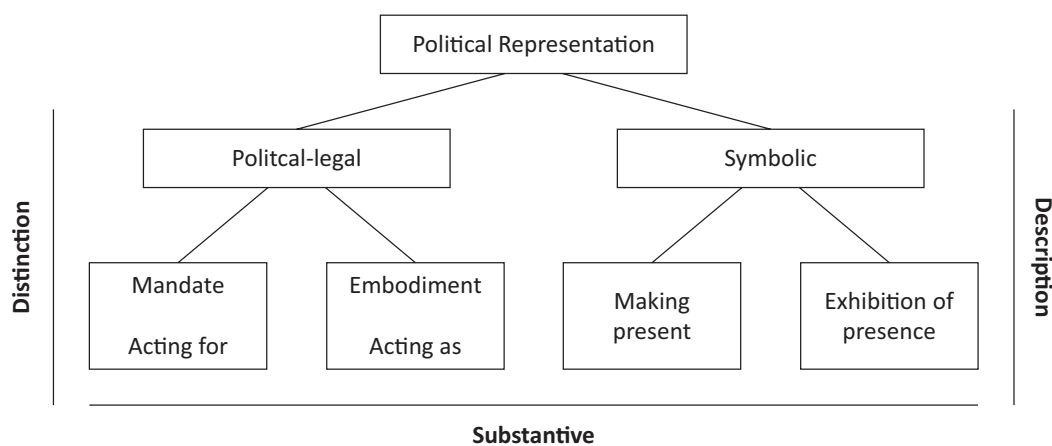 Political Representation
Politcal-legal
Symbolic
Distinction
Description
Mandate
Acting for
Embodiment
Acting as
Making
present
Exhibition of
presence
Substantive